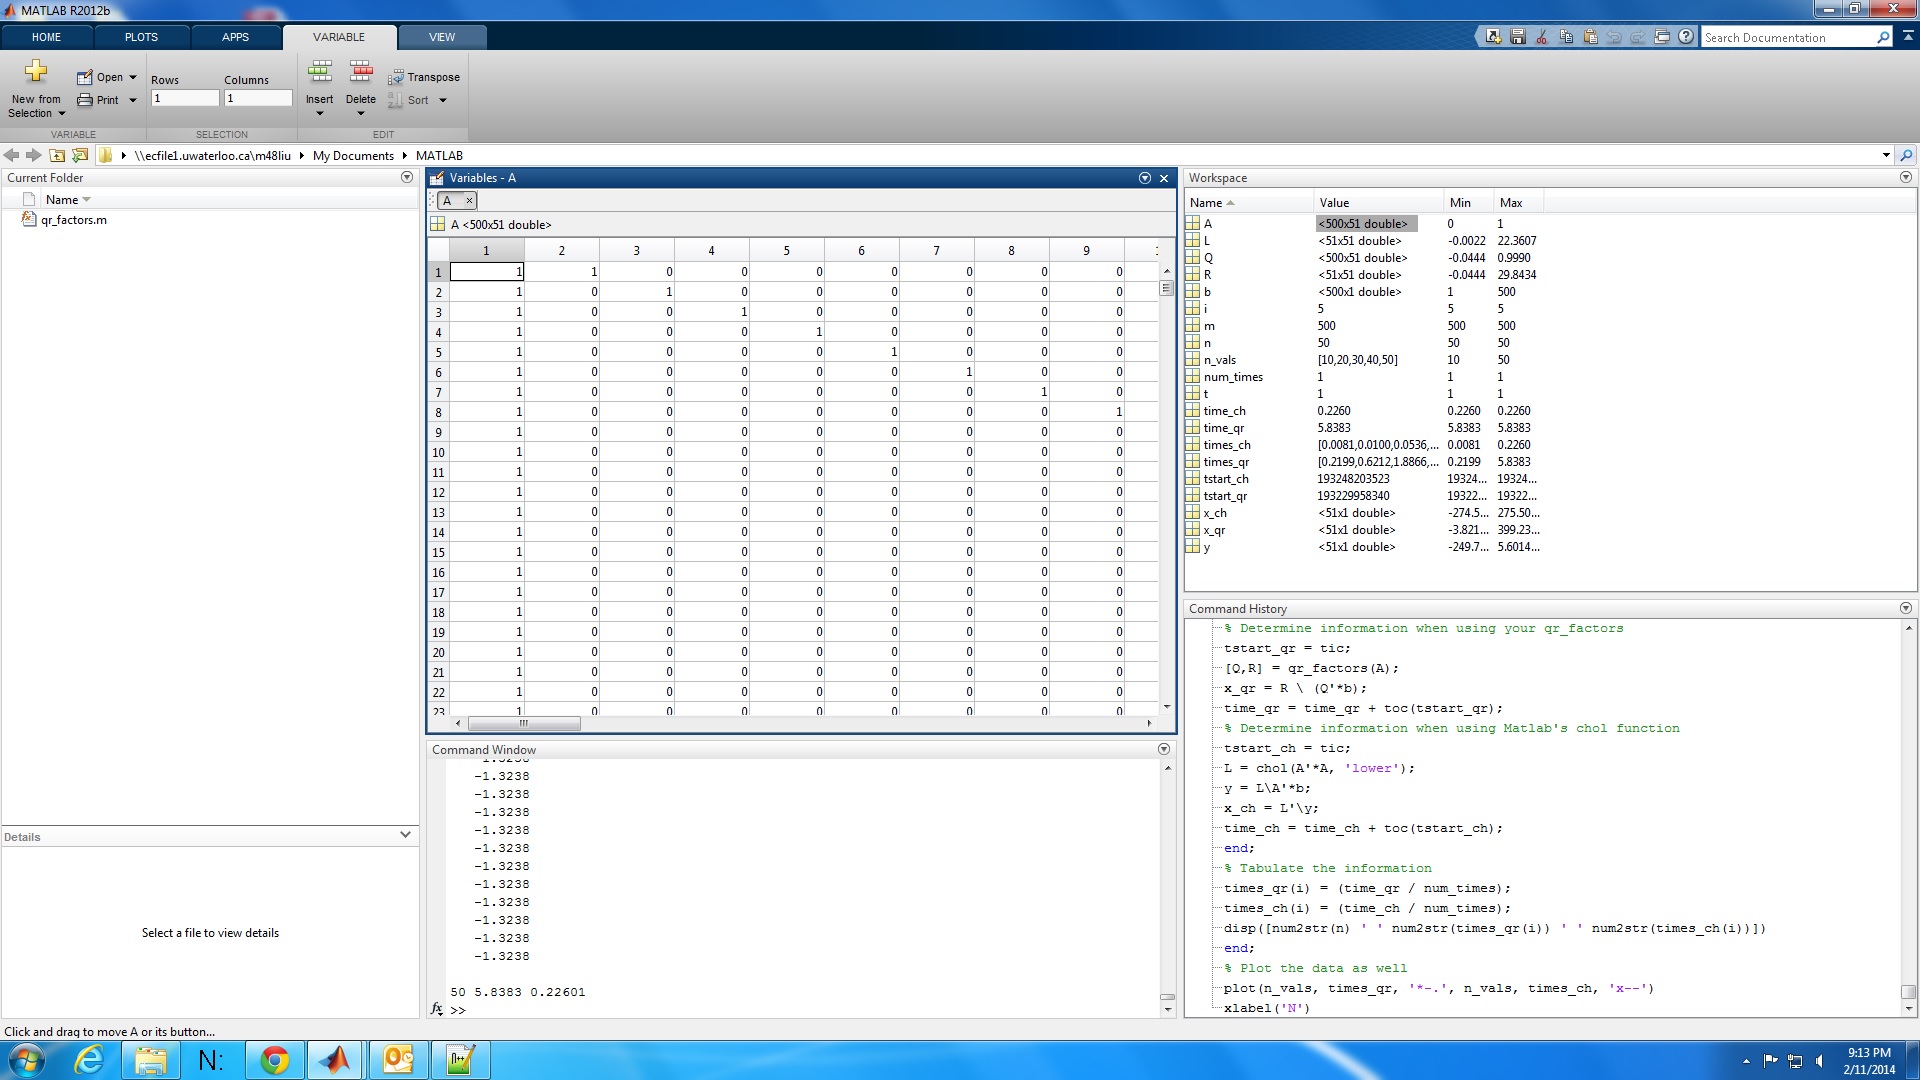 MATLAB R2012b
HOME PLOTS APPS VARIABLE VIEW
Search Documentation
New from Selection
Open
Print
Rows Columns
1 1
Insert Delete
Transpose
Sort
VARIABLE SELECTION EDIT
\\ecfile1.uwaterloo.ca\m48liu My Documents MATLAB
Current Folder
Name
qr_factors.m
Details
Select a file to view details
Variables - A
A
A <500x51 double>
1 2 3 4 5 6 7 8 9
1 1 1 0 0 0 0 0 0 0
2 1 0 1 0 0 0 0 0 0
3 1 0 0 1 0 0 0 0 0
4 1 0 0 0 1 0 0 0 0
5 1 0 0 0 0 1 0 0 0
6 1 0 0 0 0 0 1 0 0
7 1 0 0 0 0 0 0 1 0
8 1 0 0 0 0 0 0 0 1
9 1 0 0 0 0 0 0 0 0
10 1 0 0 0 0 0 0 0 0
11 1 0 0 0 0 0 0 0 0
12 1 0 0 0 0 0 0 0 0
13 1 0 0 0 0 0 0 0 0
14 1 0 0 0 0 0 0 0 0
15 1 0 0 0 0 0 0 0 0
16 1 0 0 0 0 0 0 0 0
17 1 0 0 0 0 0 0 0 0
18 1 0 0 0 0 0 0 0 0
19 1 0 0 0 0 0 0 0 0
20 1 0 0 0 0 0 0 0 0
21 1 0 0 0 0 0 0 0 0
22 1 0 0 0 0 0 0 0 0
23 1 0 0 0 0 0 0 0 0
Command Window
-1.3238
-1.3238
-1.3238
-1.3238
-1.3238
-1.3238
-1.3238
-1.3238
-1.3238
-1.3238
-1.3238
-1.3238
50 5.8383 0.22601
fx >>
Workspace
Name Value Min Max
A <500x51 double> 0 1
L <51x51 double> -0.0022 22.3607
Q <500x51 double> -0.0444 0.9990
R <51x51 double> -0.0444 29.8434
b <500x1 double> 1 500
i 5 5 5
m 500 500 500
n 50 50 50
n_vals [10,20,30,40,50] 10 50
num_times 1 1 1
t 1 1 1
time_ch 0.2260 0.2260 0.2260
time_qr 5.8383 5.8383 5.8383
times_ch [0.0081,0.0100,0.0536,... 0.0081 0.2260
times_qr [0.2199,0.6212,1.8866,... 0.2199 5.8383
tstart_ch 193248203523 19324... 19324...
tstart_qr 193229958340 19322... 19322...
x_ch <51x1 double> -274.5... 275.50...
x_qr <51x1 double> -3.821... 399.23...
y <51x1 double> -249.7... 5.6014...
Command History
% Determine information when using your qr_factors
tstart_qr = tic;
[Q,R] = qr_factors(A);
x_qr = R \ (Q'*b);
time_qr = time_qr + toc(tstart_qr);
% Determine information when using Matlab's chol function
tstart_ch = tic;
L = chol(A'*A, 'lower');
y = L\A'*b;
x_ch = L'\y;
time_ch = time_ch + toc(tstart_ch);
end;
% Tabulate the information
times_qr(i) = (time_qr / num_times);
times_ch(i) = (time_ch / num_times);
disp([num2str(n) ' ' num2str(times_qr(i)) ' ' num2str(times_ch(i))])
end;
% Plot the data as well
plot(n_vals, times_qr, '*-.', n_vals, times_ch, 'x--')
xlabel('N')
Click and drag to move A or its button...
N:
9:13 PM
2/11/2014